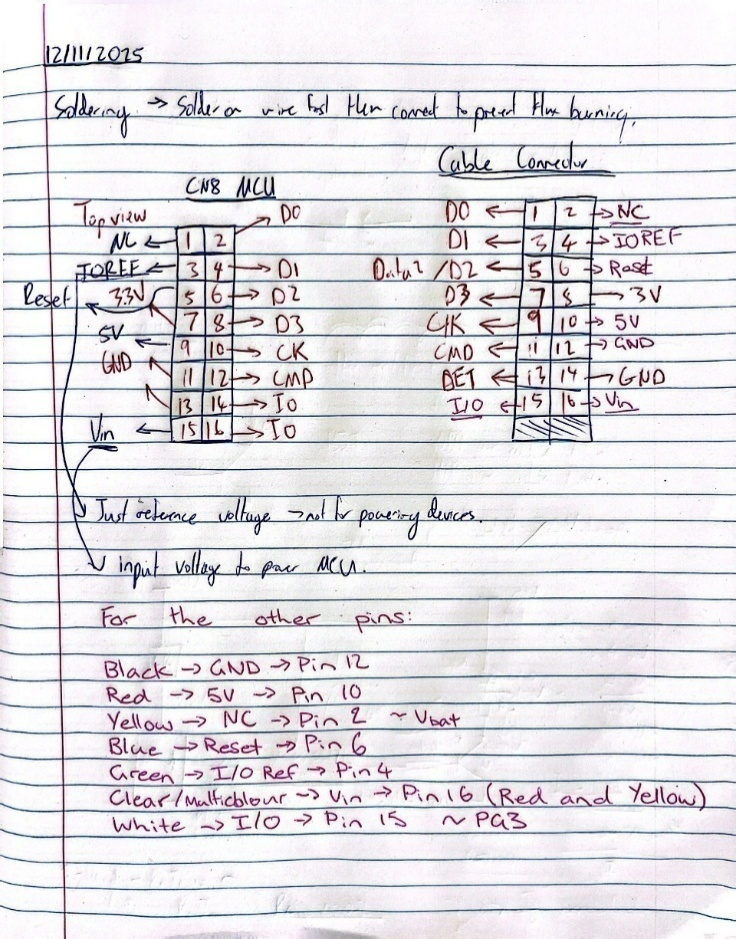 12/11/2025
Soldering → Solder on wire first then connect to prevent flux burning.
Cable Connector
CN8 MCU
Top view
NC ← 1 2 → D0
IOREF ← 3 4 → D1
Reset ← 5 6 → D2
33V ← 7 8 → D3
5V ← 9 10 → CK
GND ← 11 12 → CMD
13 14 → IO
Vin ← 15 16 → IO
D0 ← 1 2 → NC
D1 ← 3 4 → IOREF
Data2 / D2 ← 5 6 → Reset
D3 ← 7 8 → 3V
CLK ← 9 10 → 5V
CMD ← 11 12 → GND
DET ← 13 14 → GND
I/O ← 15 16 → Vin
Just reference voltage → not for powering devices.
input voltage to power MCU.
For the other pins:
Black → GND → Pin 12
Red → 5V → Pin 10
Yellow → NC → Pin 2 ~ Vbat
Blue → Reset → Pin 6
Green → I/O Ref → Pin 4
Clear/Multicolour → Vin → Pin 16 (Red and Yellow)
White → I/O → Pin 15 ~ PG3